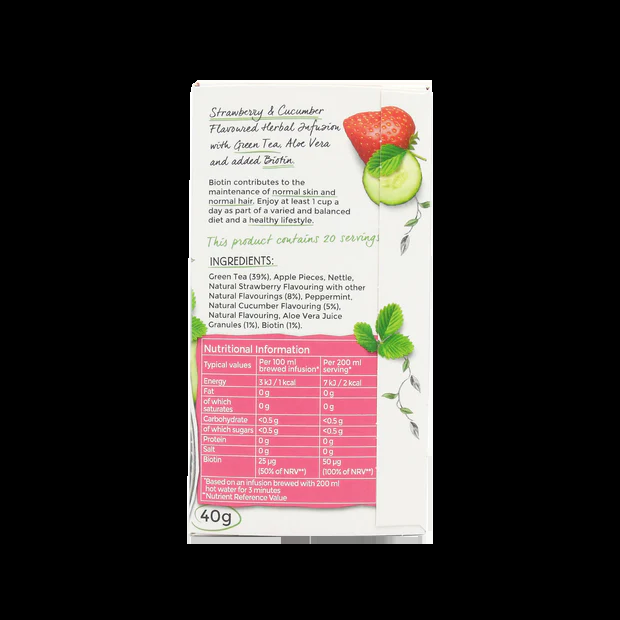 Strawberry & Cucumber
Flavoured Herbal Infusion
with Green Tea, Aloe Vera
and added Biotin.
Biotin contributes to the
maintenance of normal skin and
normal hair. Enjoy at least 1 cup a
day as part of a varied and balanced
diet and a healthy lifestyle.
This product contains 20 servings
INGREDIENTS:
Green Tea (39%), Apple Pieces, Nettle,
Natural Strawberry Flavouring with other
Natural Flavourings (8%), Peppermint,
Natural Cucumber Flavouring (5%),
Natural Flavouring, Aloe Vera Juice
Granules (1%), Biotin (1%).
Nutritional Information
Typical values Per 100 ml brewed infusion* Per 200 ml serving*
Energy 3 kJ / 1 kcal 7 kJ / 2 kcal
Fat 0 g 0 g
of which saturates 0 g 0 g
Carbohydrate <0.5 g <0.5 g
of which sugars <0.5 g <0.5 g
Protein 0 g 0 g
Salt 0 g 0 g
Biotin 25 µg 50 µg
(50% of NRV**) (100% of NRV**)
*Based on an infusion brewed with 200 ml
hot water for 3 minutes
**Nutrient Reference Value
40g